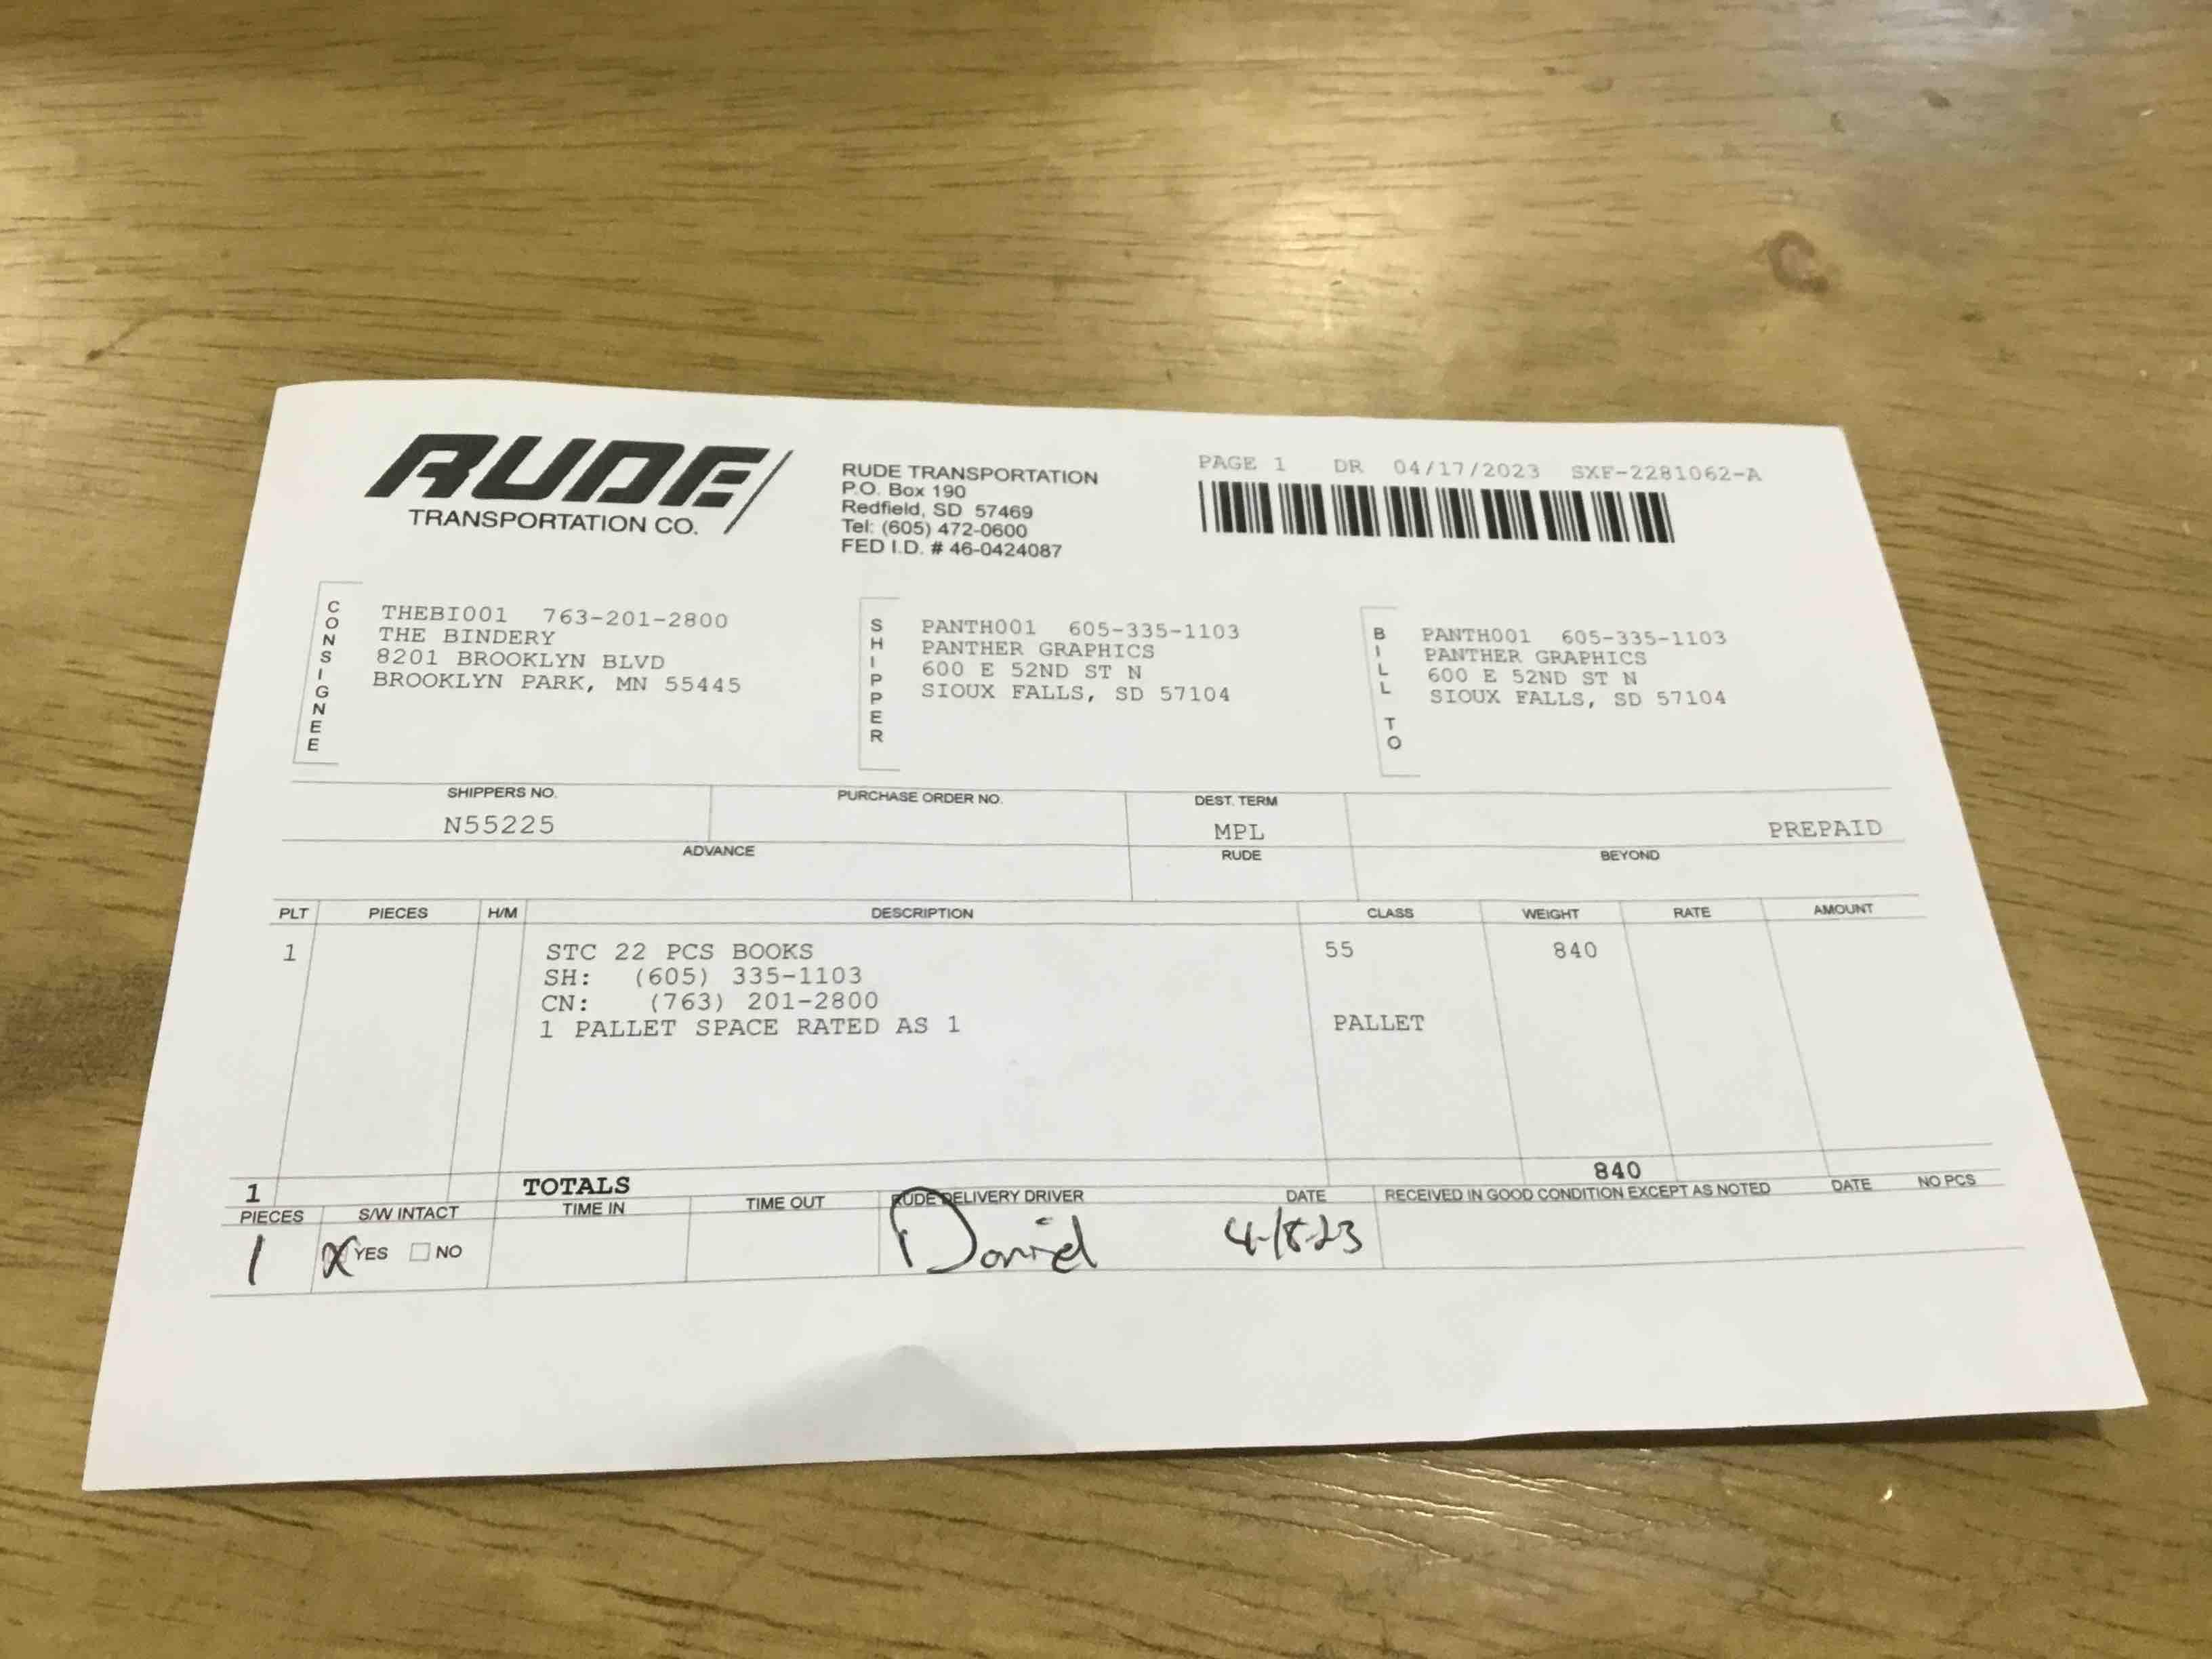 RUDE
TRANSPORTATION CO.
RUDE TRANSPORTATION
P.O. Box 190
Redfield, SD 57469
Tel: (605) 472-0600
FED I.D. # 46-0424087
PAGE 1 DR 04/17/2023 SXF-2281062-A
CONSIGNEE
THEBI001 763-201-2800
THE BINDERY
8201 BROOKLYN BLVD
BROOKLYN PARK, MN 55445
SHIPPER
PANTH001 605-335-1103
PANTHER GRAPHICS
600 E 52ND ST N
SIOUX FALLS, SD 57104
BILL TO
PANTH001 605-335-1103
PANTHER GRAPHICS
600 E 52ND ST N
SIOUX FALLS, SD 57104
SHIPPERS NO. PURCHASE ORDER NO. DEST. TERM
N55225 MPL PREPAID
ADVANCE RUDE BEYOND
PLT PIECES H/M DESCRIPTION CLASS WEIGHT RATE AMOUNT
1 STC 22 PCS BOOKS 55 840
SH: (605) 335-1103
CN: (763) 201-2800
1 PALLET SPACE RATED AS 1 PALLET
1 TOTALS 840
PIECES S/W INTACT TIME IN TIME OUT RUDE DELIVERY DRIVER DATE RECEIVED IN GOOD CONDITION EXCEPT AS NOTED DATE NO PCS
1 X YES NO Daniel 4-18-23